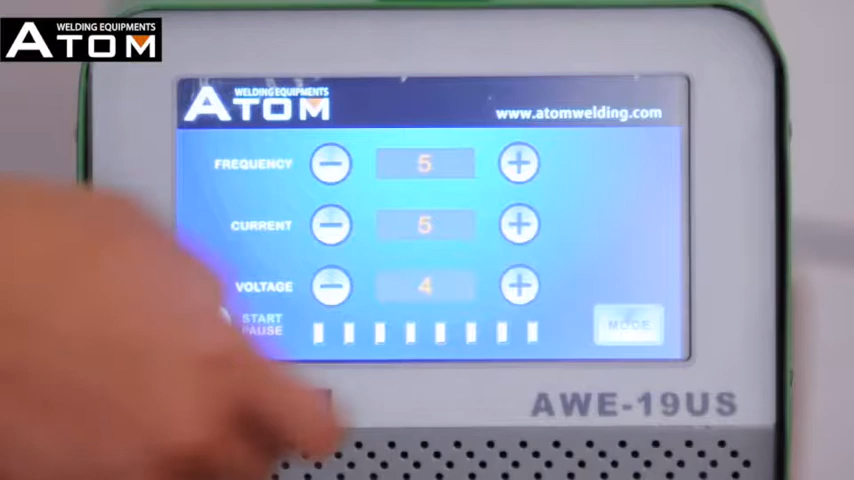 WELDING EQUIPMENTS
ATOM
WELDING EQUIPMENTS
ATOM
www.atomwelding.com
FREQUENCY
5
CURRENT
5
VOLTAGE
4
START
PAUSE
MODE
AWE-19US